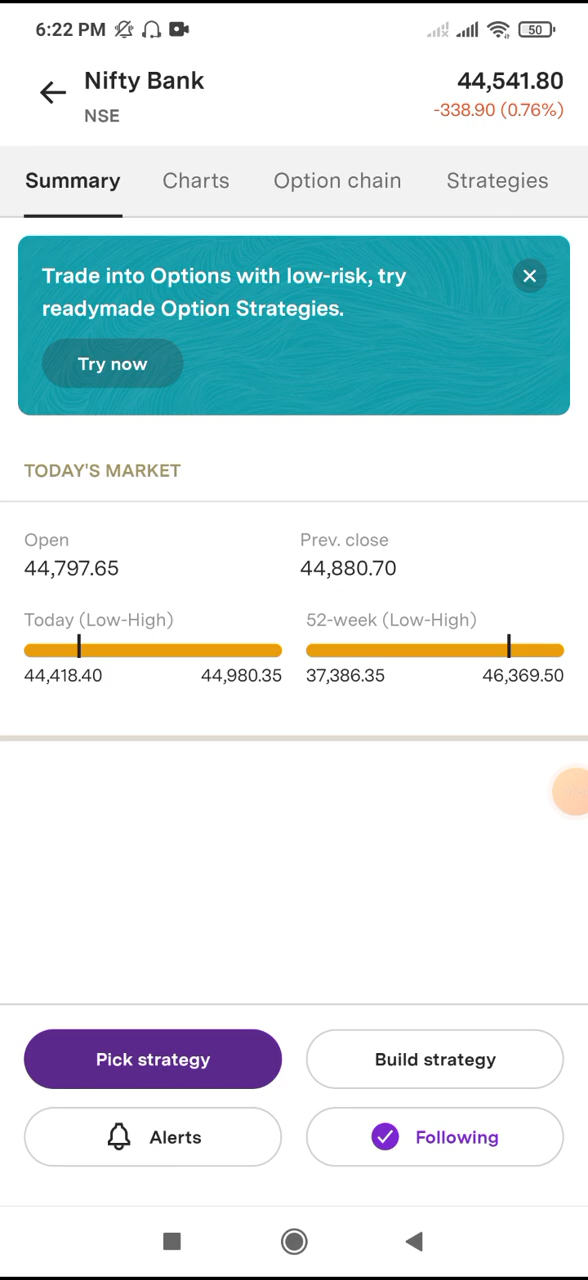 6:22 PM
50
Nifty Bank
44,541.80
NSE
-338.90 (0.76%)
Summary Charts Option chain Strategies
Trade into Options with low-risk, try
readymade Option Strategies.
Try now
TODAY'S MARKET
Open Prev. close
44,797.65 44,880.70
Today (Low-High) 52-week (Low-High)
44,418.40 44,980.35 37,386.35 46,369.50
Pick strategy Build strategy
Alerts Following